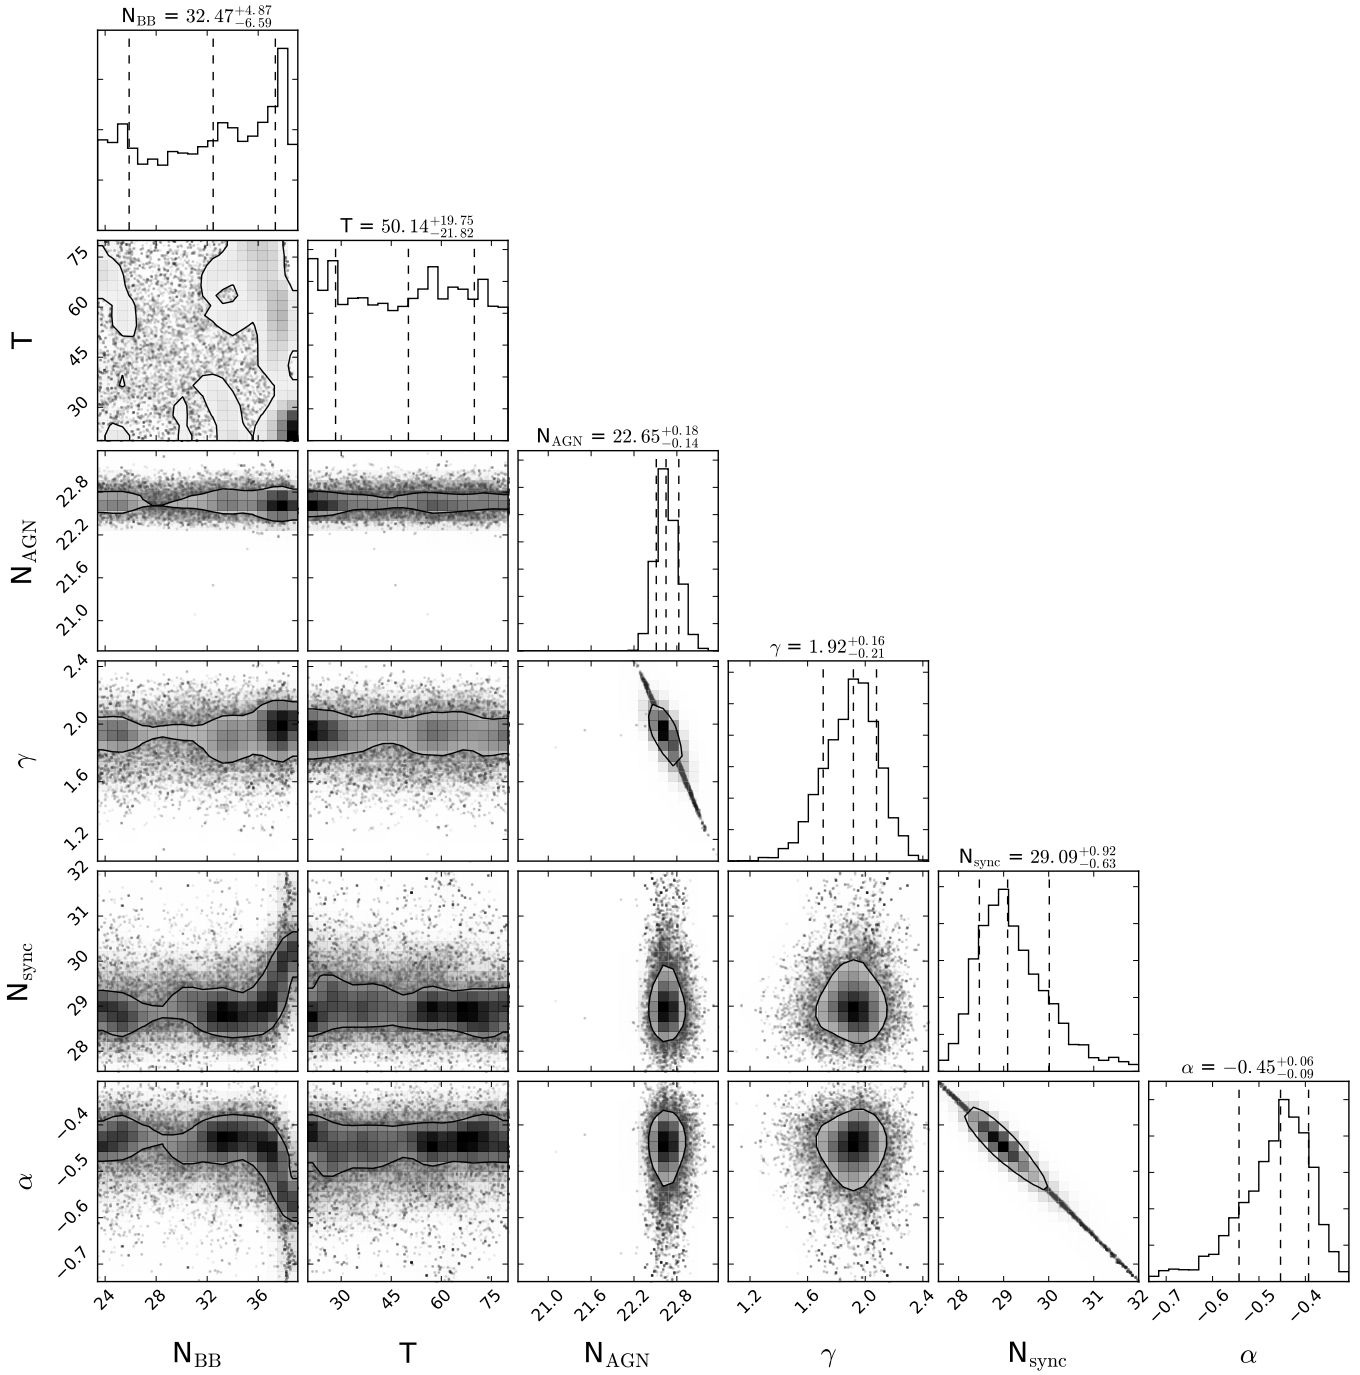 N_BB = 32.47^{+4.87}_{-6.59}
T = 50.14^{+19.75}_{-21.82}
75
60
45
30
T
N_AGN = 22.65^{+0.18}_{-0.14}
22.8
22.2
21.6
21.0
N_AGN
γ = 1.92^{+0.16}_{-0.21}
2.4
2.0
1.6
1.2
γ
N_sync = 29.09^{+0.92}_{-0.63}
32
31
30
29
28
N_sync
α = −0.45^{+0.06}_{-0.09}
−0.4
−0.5
−0.6
−0.7
α
24 28 32 36
30 45 60 75
21.0 21.6 22.2 22.8
1.2 1.6 2.0 2.4
28 29 30 31 32
−0.7 −0.6 −0.5 −0.4
N_BB T N_AGN γ N_sync α